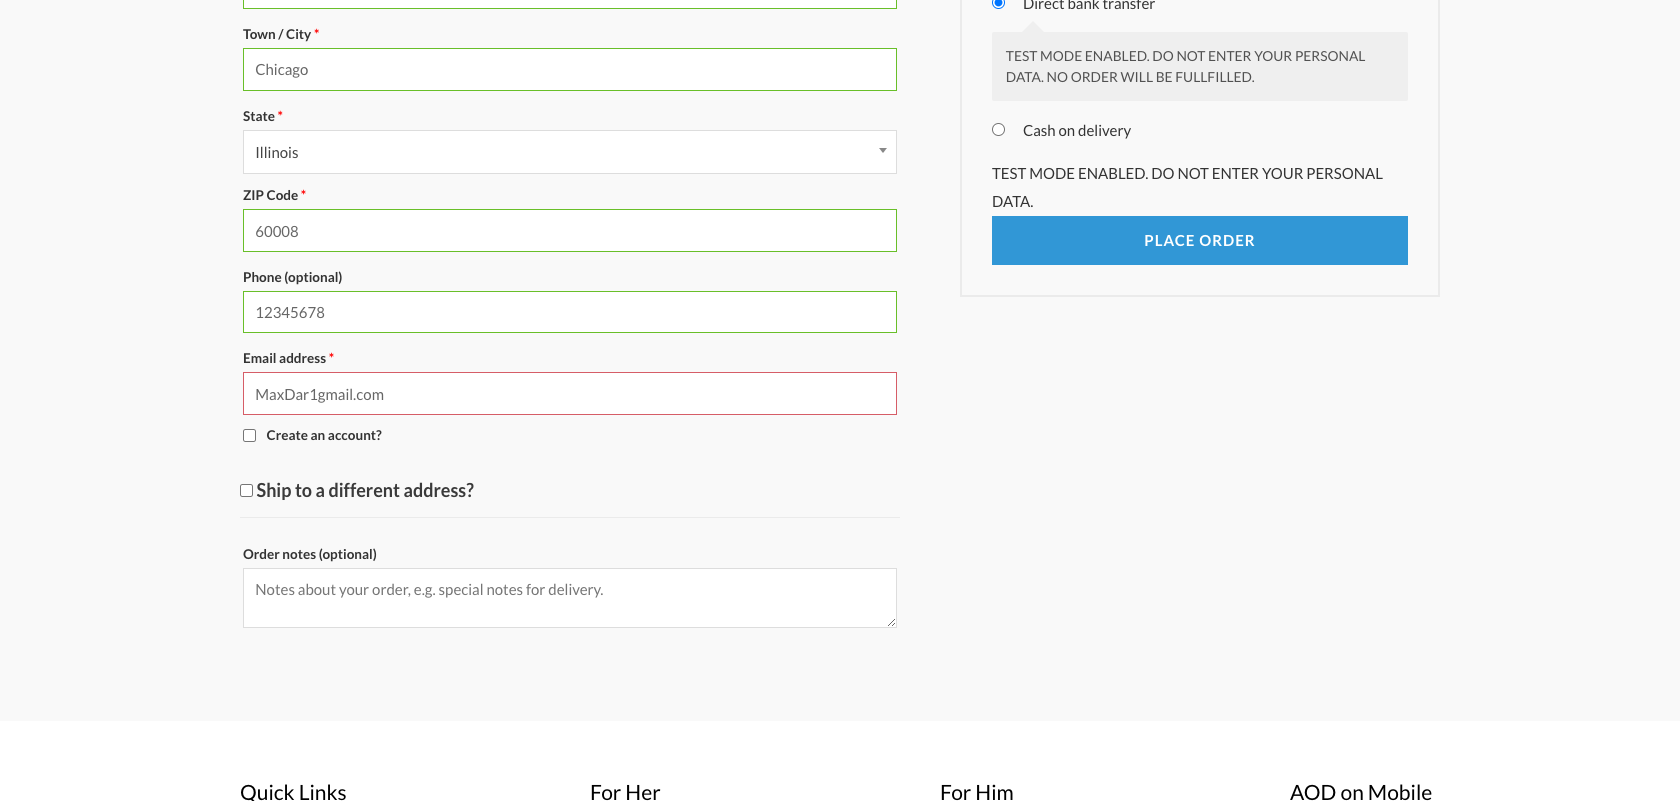 Town / City *
Chicago
State *
Illinois
ZIP Code *
60008
Phone (optional)
12345678
Email address *
MaxDar1gmail.com
Create an account?
Ship to a different address?
Order notes (optional)
Notes about your order, e.g. special notes for delivery.
Direct bank transfer
TEST MODE ENABLED. DO NOT ENTER YOUR PERSONAL
DATA. NO ORDER WILL BE FULLFILLED.
Cash on delivery
TEST MODE ENABLED. DO NOT ENTER YOUR PERSONAL
DATA.
PLACE ORDER
Quick Links
For Her
For Him
AOD on Mobile